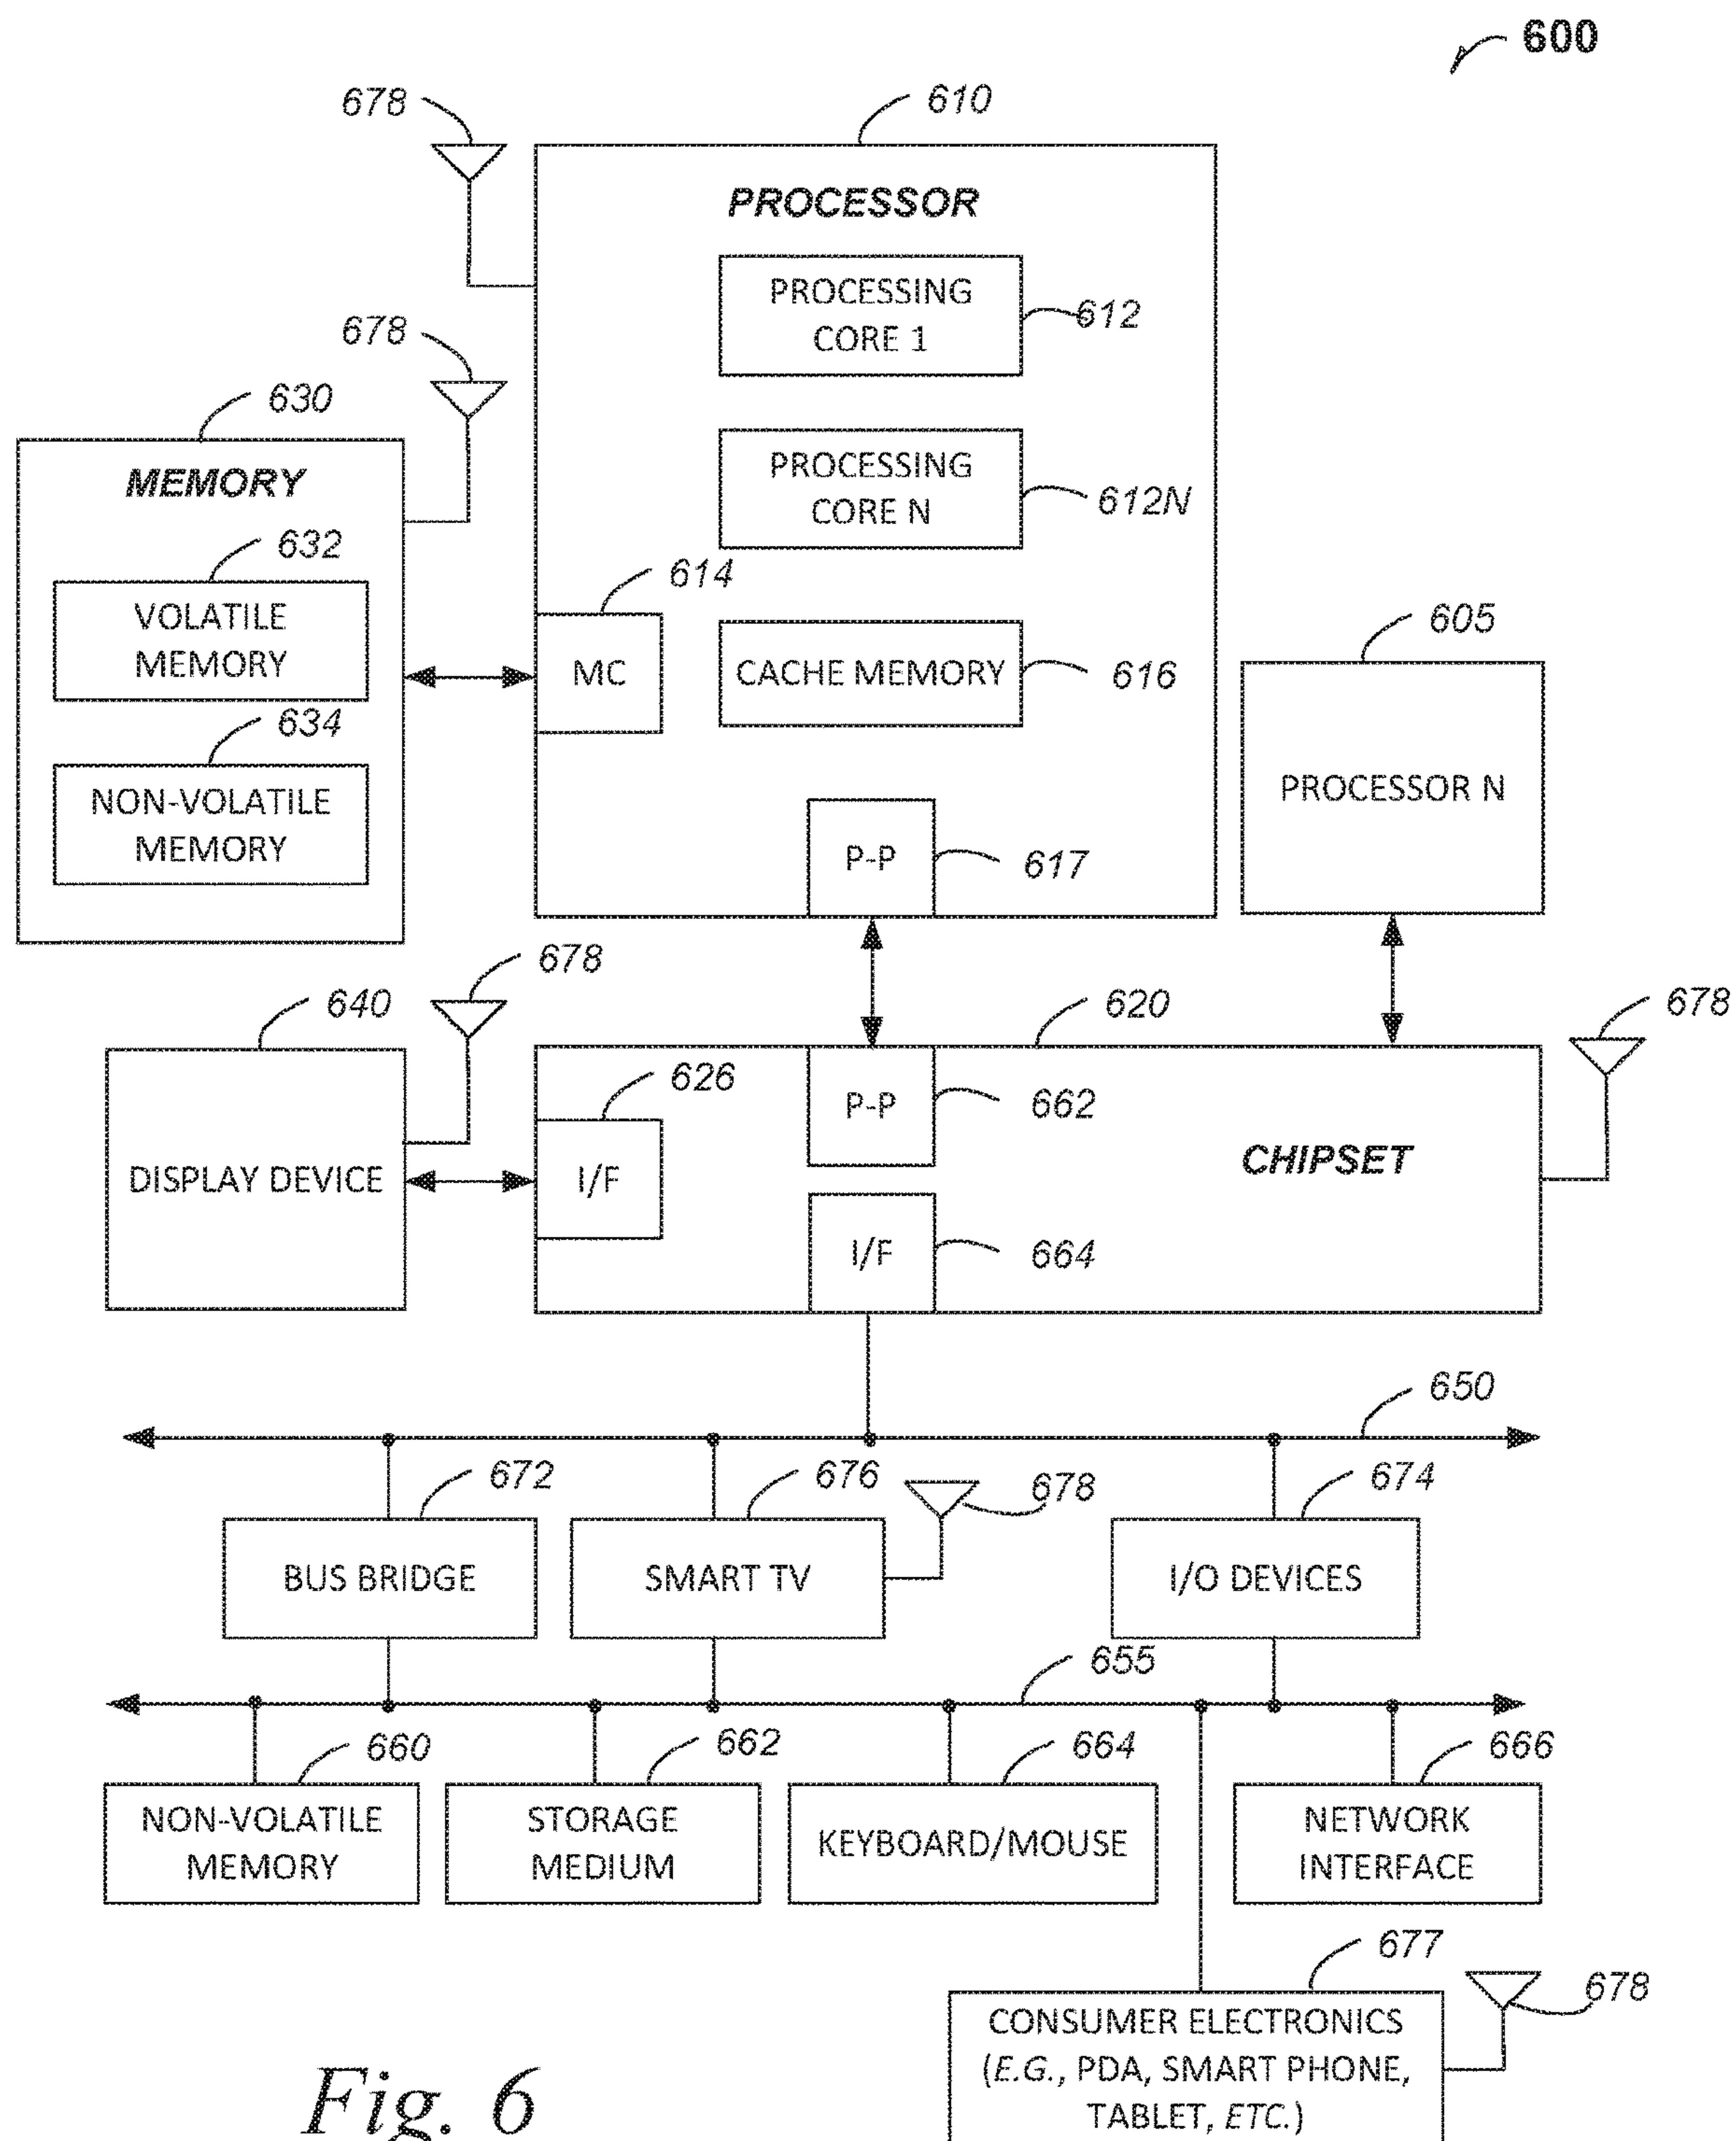 600
678
610
PROCESSOR
PROCESSING
CORE 1
612
678
630
MEMORY
PROCESSING
CORE N
612N
632
VOLATILE
MEMORY
614
MC
CACHE MEMORY
616
605
PROCESSOR N
634
NON-VOLATILE
MEMORY
P-P
617
678
640
DISPLAY DEVICE
620
678
626
I/F
P-P
662
CHIPSET
I/F
664
650
672
BUS BRIDGE
676
SMART TV
678
674
I/O DEVICES
655
660
NON-VOLATILE
MEMORY
662
STORAGE
MEDIUM
664
KEYBOARD/MOUSE
666
NETWORK
INTERFACE
677
678
CONSUMER ELECTRONICS
(E.G., PDA, SMART PHONE,
TABLET, ETC.)
Fig. 6